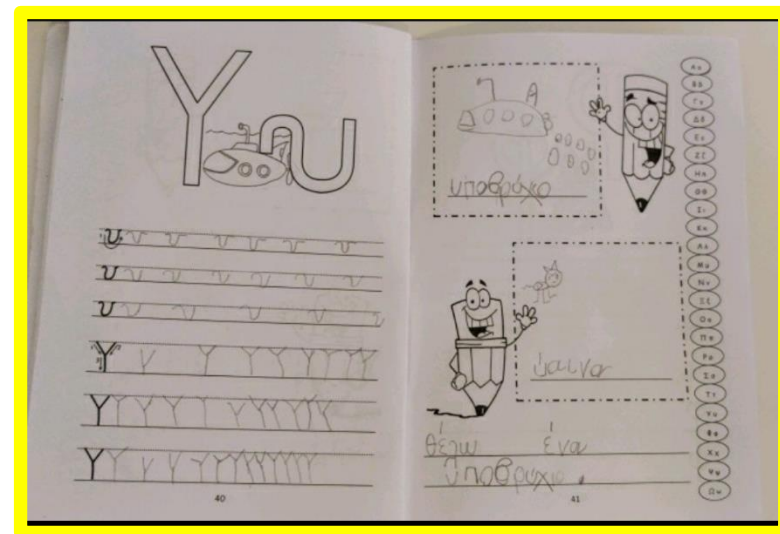 Υυ
υ υ υ υ υ υ υ
υ υ υ υ υ υ υ
υ υ υ υ υ υ
Υ Υ Υ Υ Υ Υ Υ Υ Υ
Υ Υ Υ Υ Υ Υ Υ Υ Υ Υ Υ
Υ Υ Υ Υ Υ Υ Υ Υ Υ Υ Υ
40
υποβρύχο
ύαινα
θέλω ένα
υποβρύχιο.
41
Αα
Ββ
Γγ
Δδ
Εε
Ζζ
Ηη
Θθ
Ιι
Κκ
Λλ
Μμ
Νν
Ξξ
Οο
Ππ
Ρρ
Σσ
Ττ
Υυ
Φφ
Χχ
Ψψ
Ωω